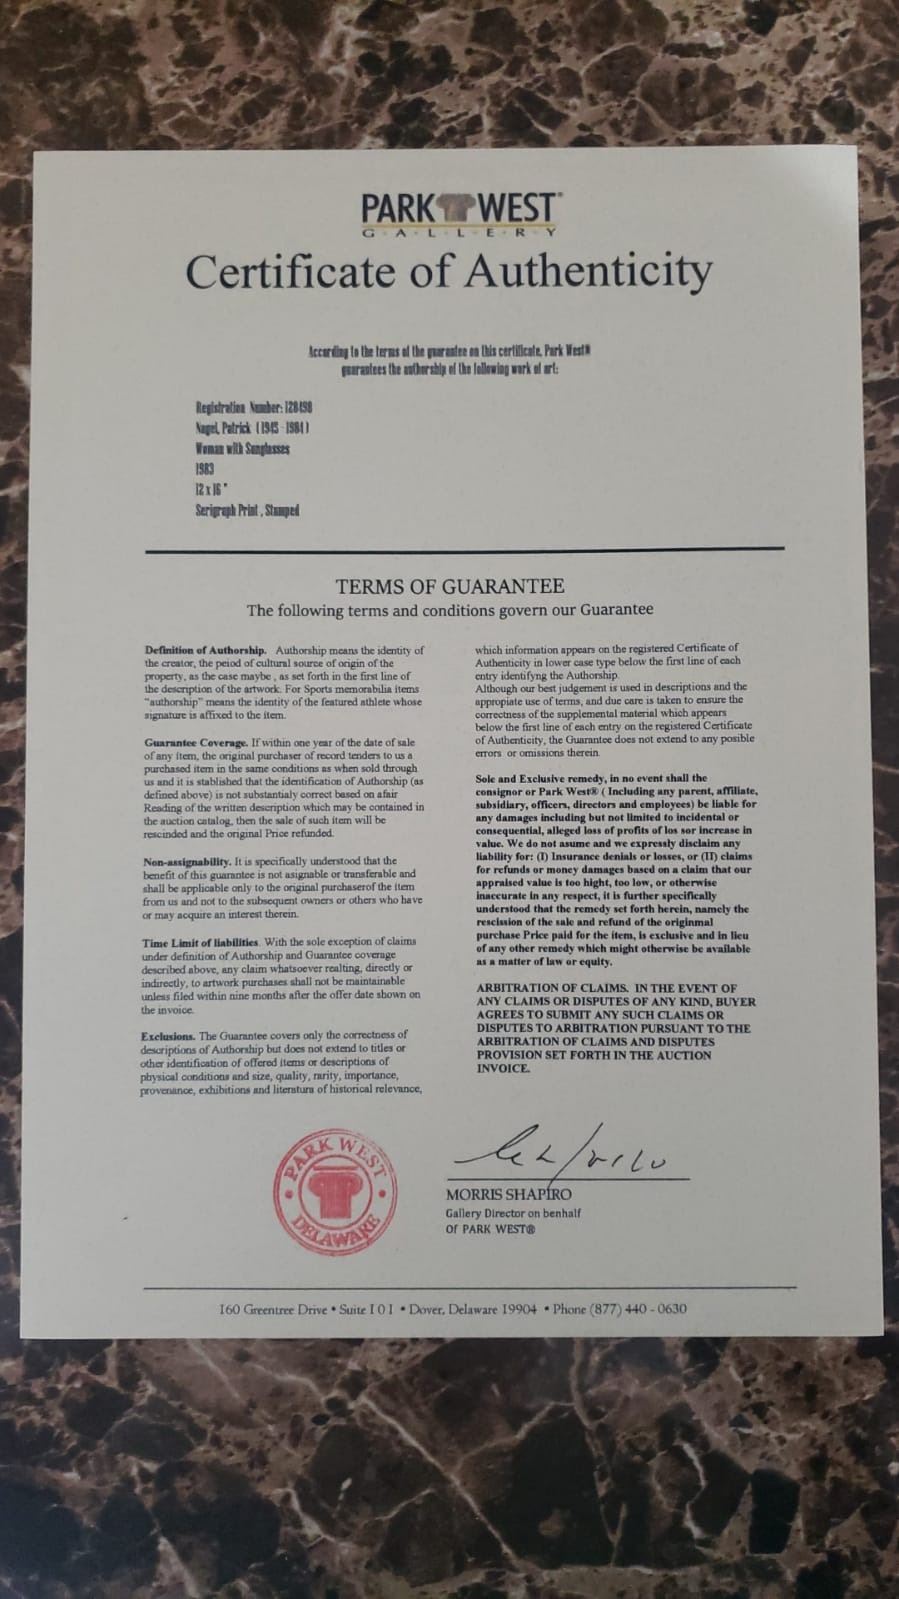 PARK WEST®
G·A·L·L·E·R·Y
Certificate of Authenticity
According to the terms of the guarantee on this certificate, Park West®
guarantees the authorship of the following work of art:
Registration Number: 128498
Nagel, Patrick (1945 -1984)
Woman with Sunglasses
1983
12 x 16 "
Serigraph Print , Stamped
TERMS OF GUARANTEE
The following terms and conditions govern our Guarantee
Definition of Authorship. Authorship means the identity of
the creator, the peiod of cultural source of origin of the
property, as the case maybe , as set forth in the first line of
the description of the artwork. For Sports memorabilia items
"authorship" means the identity of the featured athlete whose
signature is affixed to the item.
Guarantee Coverage. If within one year of the date of sale
of any item, the original purchaser of record tenders to us a
purchased item in the same conditions as when sold through
us and it is stablished that the identification of Authorship (as
defined above) is not substantialy correct based on afair
Reading of the written description which may be contained in
the auction catalog, then the sale of such item will be
rescinded and the original Price refunded.
Non-assignability. It is specifically understood that the
benefit of this guarantee is not asignable or transferable and
shall be applicable only to the original purchaserof the item
from us and not to the subsequent owners or others who have
or may acquire an interest therein.
Time Limit of liabilities. With the sole exception of claims
under definition of Authorship and Guarantee coverage
described above, any claim whatsoever realting, directly or
indirectly, to artwork purchases shall not be maintainable
unless filed within nine months after the offer date shown on
the invoice.
Exclusions. The Guarantee covers only the correctness of
descriptions of Authorship but does not extend to titles or
other identification of offered items or descriptions of
physical conditions and size, quality, rarity, importance,
provenance, exhibitions and literatura of historical relevance,
which information appears on the registered Certificate of
Authenticity in lower case type below the first line of each
entry identifyng the Authorship.
Although our best judgement is used in descriptions and the
appropiate use of terms, and due care is taken to ensure the
correctness of the supplemental material which appears
below the first line of each entry on the registered Certificate
of Authenticity, the Guarantee does not extend to any posible
errors or omissions therein.
Sole and Exclusive remedy, in no event shall the
consignor or Park West® ( Including any parent, affiliate,
subsidiary, officers, directors and employees) be liable for
any damages including but not limited to incidental or
consequential, alleged loss of profits of los sor increase in
value. We do not asume and we expressly disclaim any
liability for: (I) Insurance denials or losses, or (II) claims
for refunds or money damages based on a claim that our
appraised value is too hight, too low, or otherwise
inaccurate in any respect, it is further specifically
understood that the remedy set forth herein, namely the
rescission of the sale and refund of the originmal
purchase Price paid for the item, is exclusive and in lieu
of any other remedy which might otherwise be available
as a matter of law or equity.
ARBITRATION OF CLAIMS. IN THE EVENT OF
ANY CLAIMS OR DISPUTES OF ANY KIND, BUYER
AGREES TO SUBMIT ANY SUCH CLAIMS OR
DISPUTES TO ARBITRATION PURSUANT TO THE
ARBITRATION OF CLAIMS AND DISPUTES
PROVISION SET FORTH IN THE AUCTION
INVOICE.
PARK WEST
DELAWARE
MORRIS SHAPIRO
Gallery Director on benhalf
Of PARK WEST®
160 Greentree Drive • Suite 1 0 1 • Dover, Delaware 19904 • Phone (877) 440 - 0630